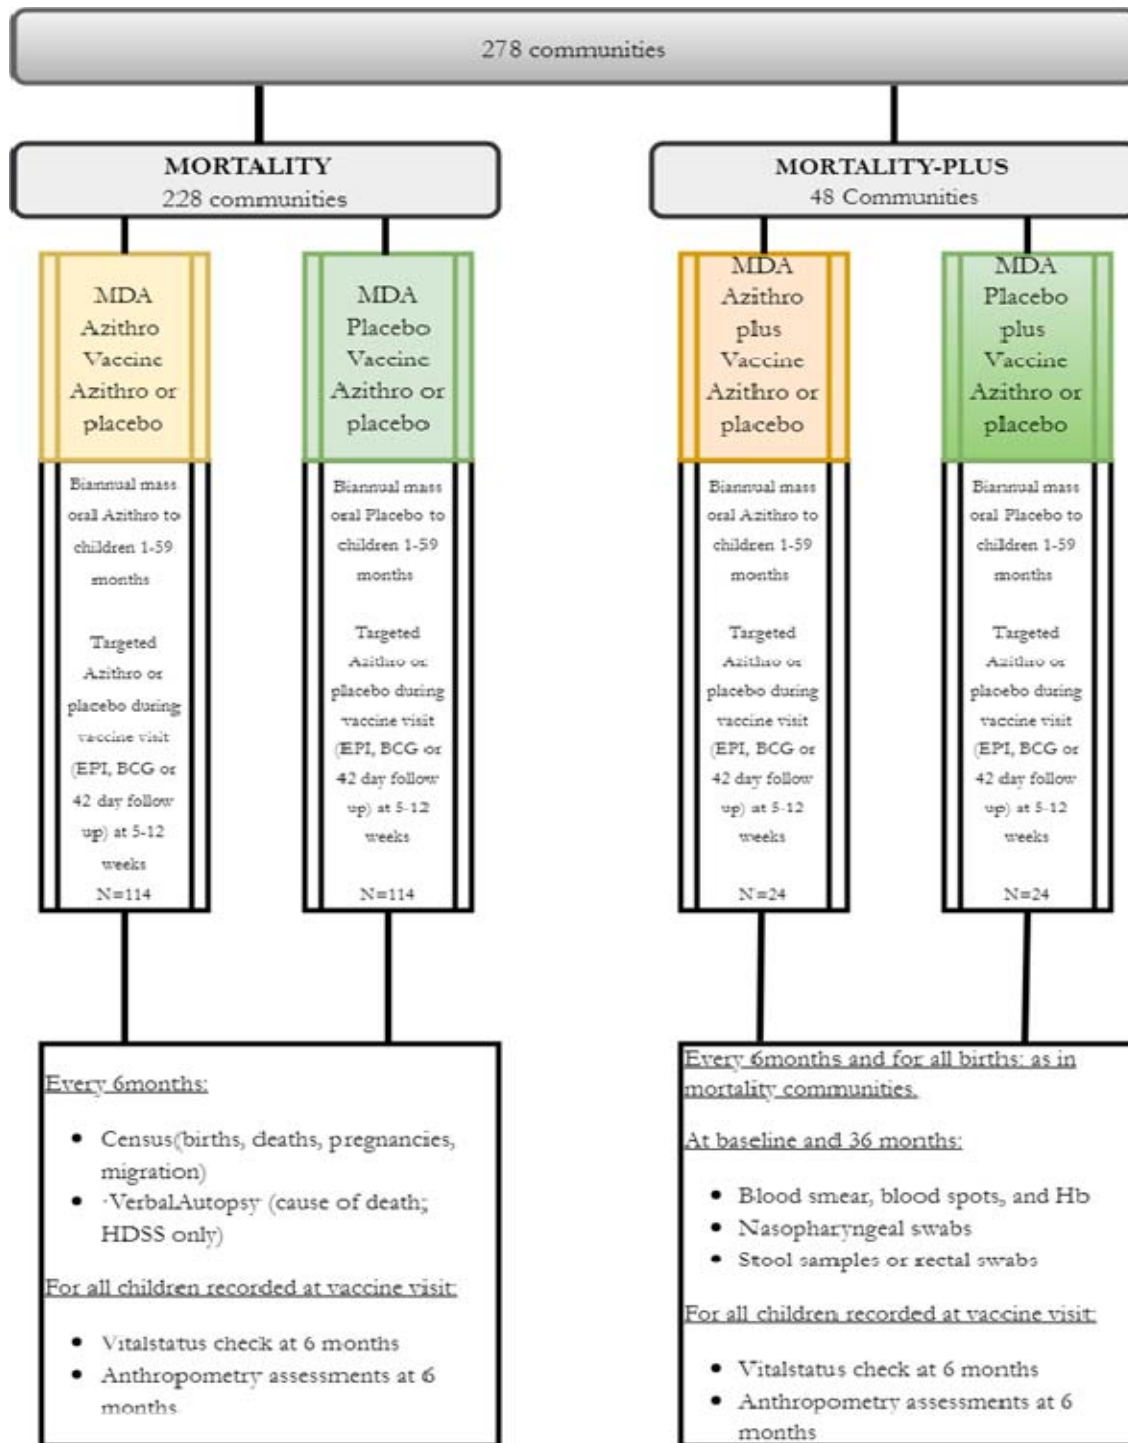 278 communities
MORTALITY
228 communities
MORTALITY-PLUS
48 Communities
MDA
Azithro
Vaccine
Azithro or
placebo
Biannual mass
oral Azithro to
children 1-59
months
Targeted
Azithro or
placebo during
vaccine visit
(EPI, BCG or
42 day follow
up) at 5-12
weeks
N=114
MDA
Placebo
Vaccine
Azithro or
placebo
Biannual mass
oral Placebo to
children 1-59
months
Targeted
Azithro or
placebo during
vaccine visit
(EPI, BCG or
42 day follow
up) at 5-12
weeks
N=114
MDA
Azithro
plus
Vaccine
Azithro or
placebo
Biannual mass
oral Azithro to
children 1-59
months
Targeted
Azithro or
placebo during
vaccine visit
(EPI, BCG or
42 day follow
up) at 5-12
weeks
N=24
MDA
Placebo
plus
Vaccine
Azithro or
placebo
Biannual mass
oral Placebo to
children 1-59
months
Targeted
Azithro or
placebo during
vaccine visit
(EPI, BCG or
42 day follow
up) at 5-12
weeks
N=24
Every 6months:
• Census(births, deaths, pregnancies,
migration)
• ·VerbalAutopsy (cause of death;
HDSS only)
For all children recorded at vaccine visit:
• Vitalstatus check at 6 months
• Anthropometry assessments at 6
months
Every 6months and for all births: as in
mortality communities.
At baseline and 36 months:
• Blood smear, blood spots, and Hb
• Nasopharyngeal swabs
• Stool samples or rectal swabs
For all children recorded at vaccine visit:
• Vitalstatus check at 6 months
• Anthropometry assessments at 6
months